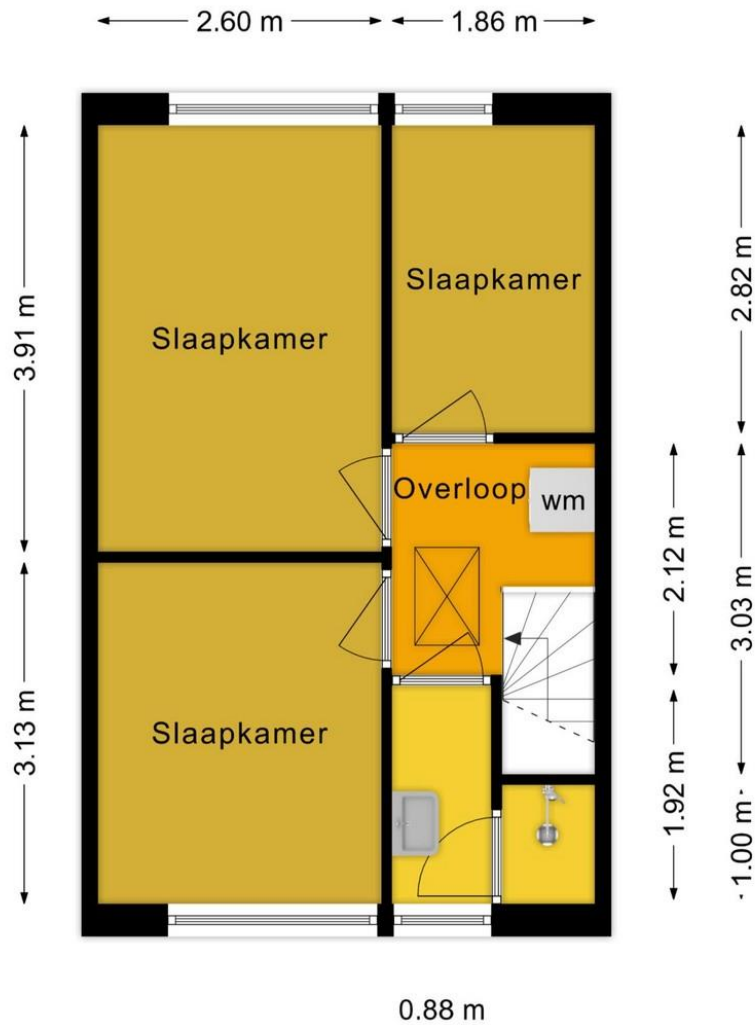 2.60 m
1.86 m
3.91 m
Slaapkamer
Slaapkamer
2.82 m
Overloop
wm
2.12 m
3.03 m
3.13 m
Slaapkamer
1.92 m
1.00 m
0.88 m